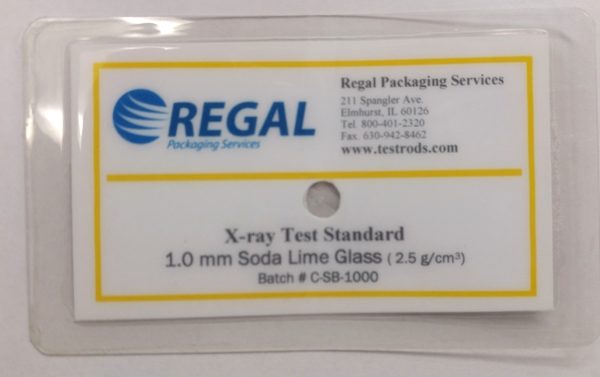 REGAL
Packaging Services
Regal Packaging Services
211 Spangler Ave.
Elmhurst, IL 60126
Tel. 800-401-2320
Fax. 630-942-8462
www.testrods.com
X-ray Test Standard
1.0 mm Soda Lime Glass ( 2.5 g/cm³)
Batch # C-SB-1000